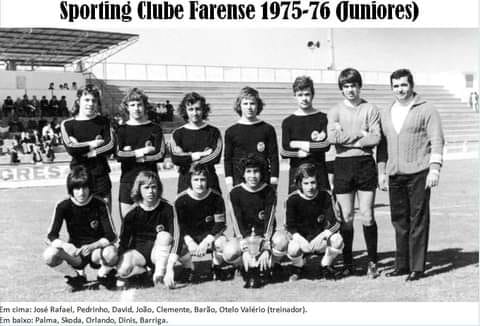 Sporting Clube Farense 1975-76 (Juniores)
GRES
Em cima: José Rafael, Pedrinho, David, João, Clemente, Barão, Otelo Valério (treinador).
Em baixo: Palma, Skoda, Orlando, Dinis, Barriga.